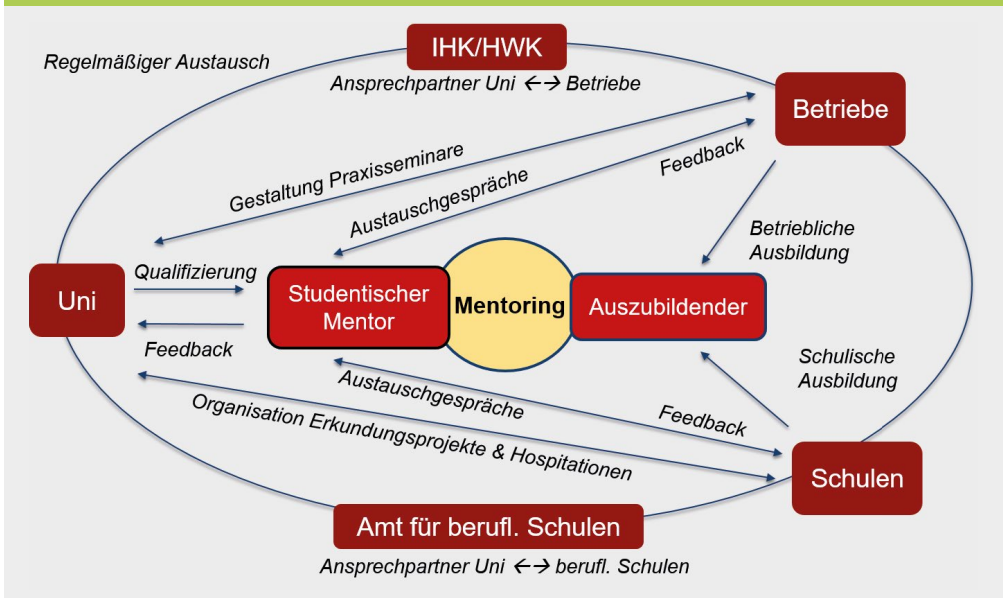 IHK/HWK
Regelmäßiger Austausch
Ansprechpartner Uni ←→ Betriebe
Betriebe
Gestaltung Praxisseminare
Feedback
Austauschgespräche
Betriebliche
Ausbildung
Qualifizierung
Uni
Studentischer
Mentor
Mentoring
Auszubildender
Feedback
Schulische
Ausbildung
Austauschgespräche
Feedback
Organisation Erkundungsprojekte & Hospitationen
Schulen
Amt für berufl. Schulen
Ansprechpartner Uni ←→ berufl. Schulen